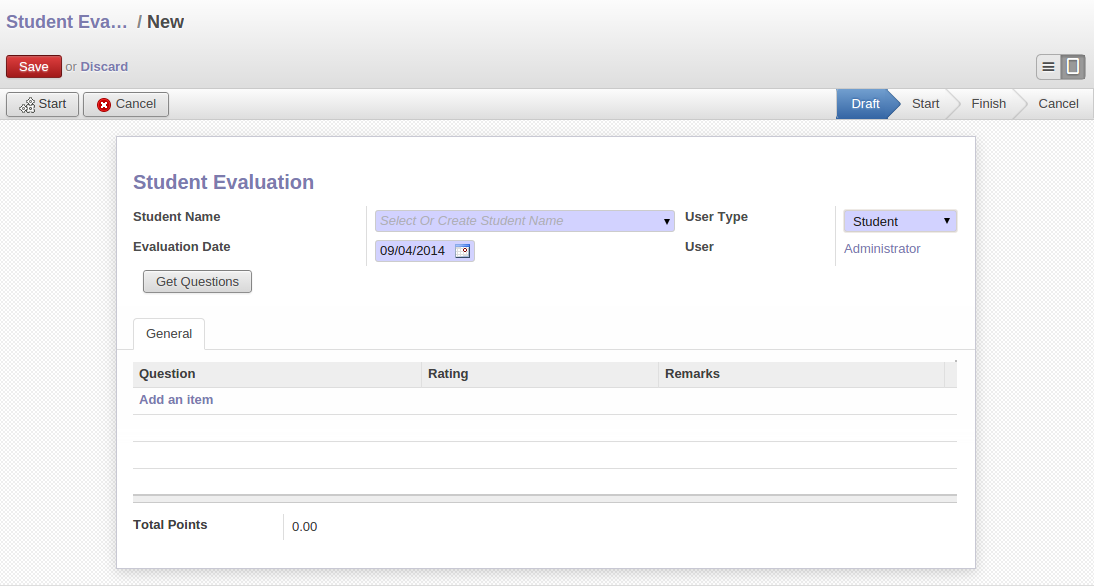 Student Eva... / New
Save or Discard
Start Cancel Draft Start Finish Cancel
Student Evaluation
Student Name Select Or Create Student Name User Type Student
Evaluation Date 09/04/2014 User Administrator
Get Questions
General
Question Rating Remarks
Add an item
Total Points 0.00